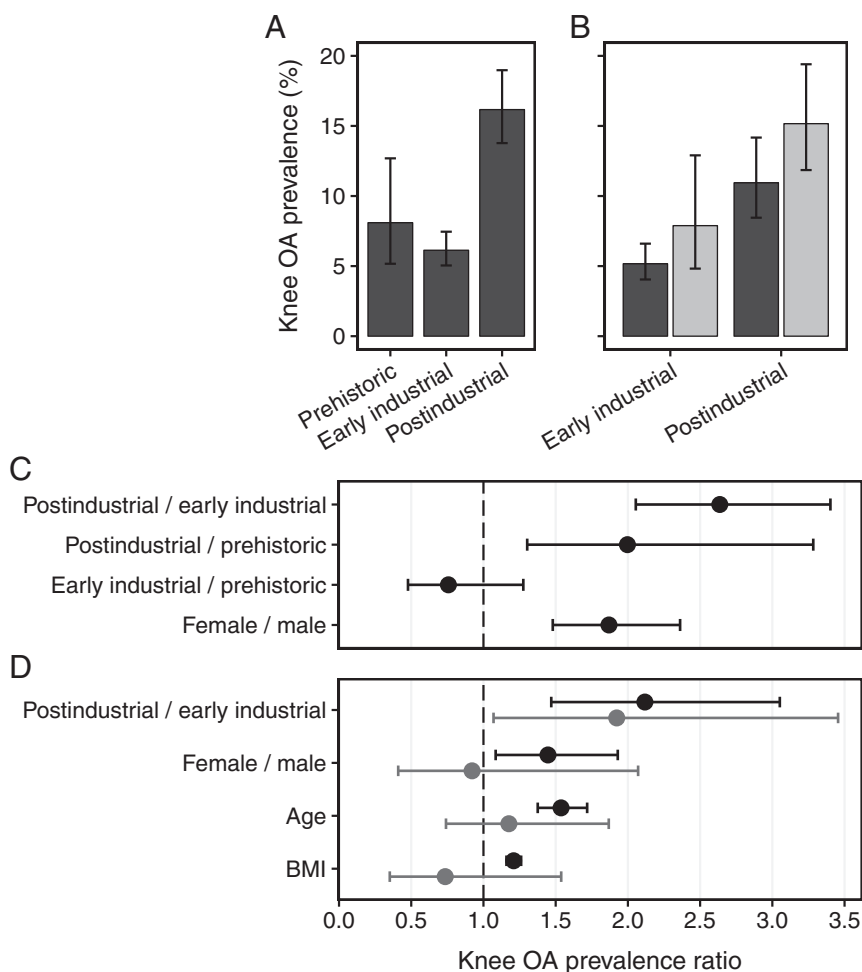 A
B
Knee OA prevalence (%)
20
15
10
5
0
Prehistoric
Early industrial
Postindustrial
Early industrial
Postindustrial
C
Postindustrial / early industrial
Postindustrial / prehistoric
Early industrial / prehistoric
Female / male
D
Postindustrial / early industrial
Female / male
Age
BMI
0.0 0.5 1.0 1.5 2.0 2.5 3.0 3.5
Knee OA prevalence ratio